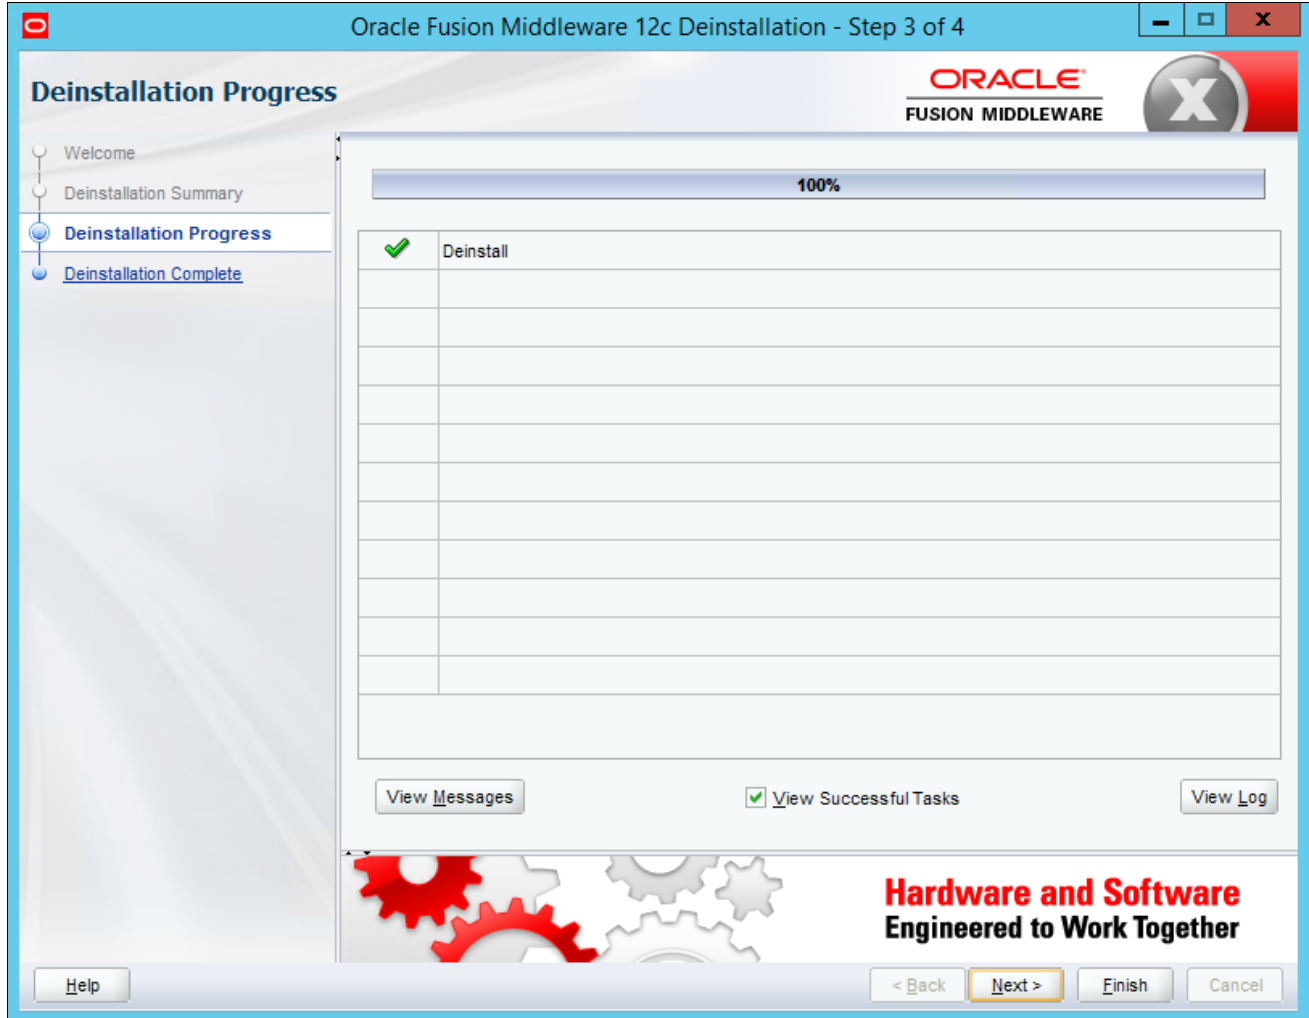 Oracle Fusion Middleware 12c Deinstallation - Step 3 of 4
Deinstallation Progress
ORACLE
FUSION MIDDLEWARE
Welcome
Deinstallation Summary
Deinstallation Progress
Deinstallation Complete
100%
Deinstall
View Messages
View Successful Tasks
View Log
Hardware and Software
Engineered to Work Together
Help
< Back
Next >
Finish
Cancel